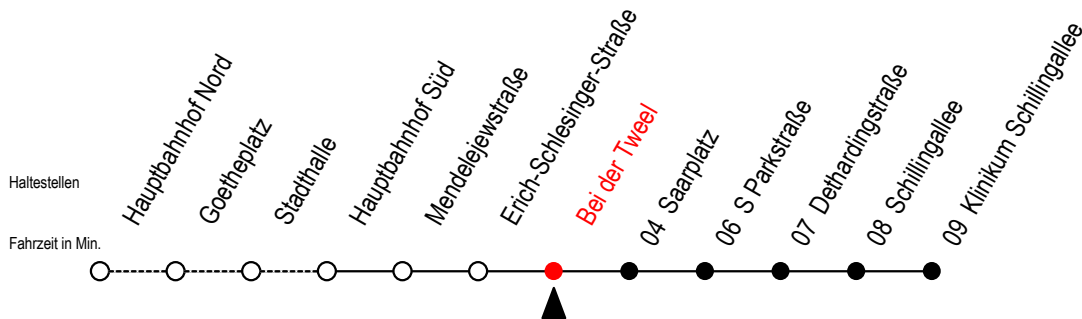 Haltestellen
Fahrzeit in Min.
Hauptbahnhof Nord
Goetheplatz
Stadthalle
Hauptbahnhof Süd
Mendelejewstraße
Erich-Schlesinger-Straße
Bei der Tweel
04 Saarplatz
06 S Parkstraße
07 Dethardingstraße
08 Schillingallee
09 Klinikum Schillingallee